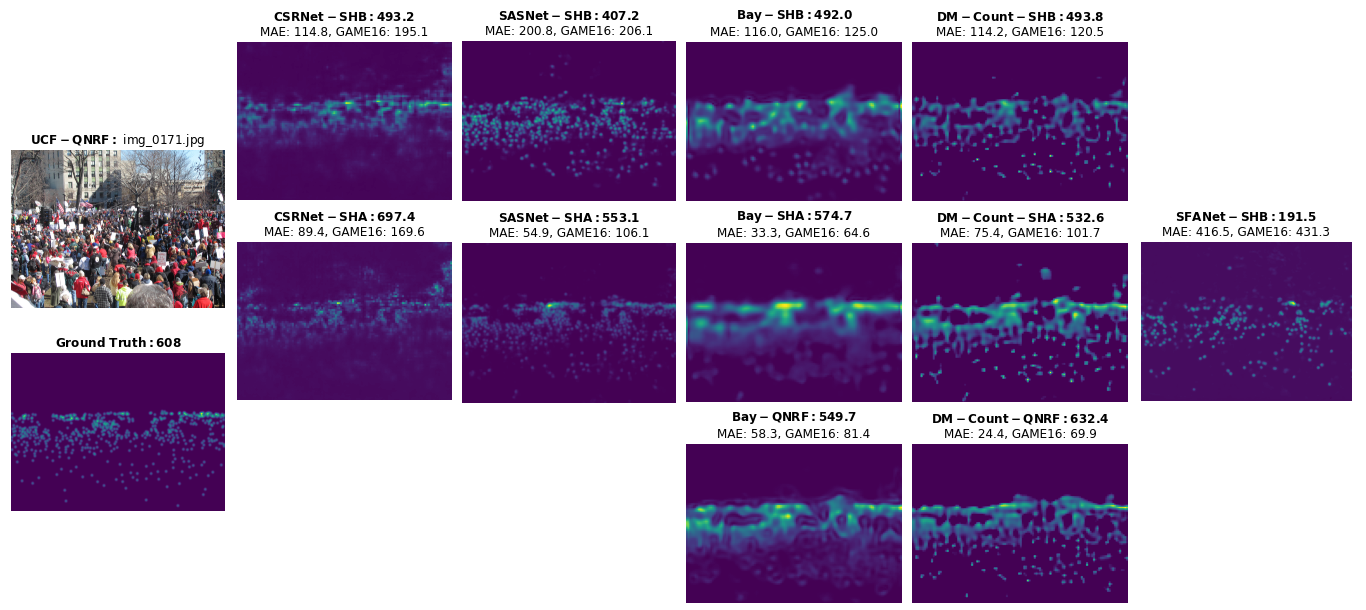 UCF − QNRF : img_0171.jpg
Ground Truth : 608
CSRNet − SHB : 493.2
MAE: 114.8, GAME16: 195.1
SASNet − SHB : 407.2
MAE: 200.8, GAME16: 206.1
Bay − SHB : 492.0
MAE: 116.0, GAME16: 125.0
DM − Count − SHB : 493.8
MAE: 114.2, GAME16: 120.5
CSRNet − SHA : 697.4
MAE: 89.4, GAME16: 169.6
SASNet − SHA : 553.1
MAE: 54.9, GAME16: 106.1
Bay − SHA : 574.7
MAE: 33.3, GAME16: 64.6
DM − Count − SHA : 532.6
MAE: 75.4, GAME16: 101.7
SFANet − SHB : 191.5
MAE: 416.5, GAME16: 431.3
Bay − QNRF : 549.7
MAE: 58.3, GAME16: 81.4
DM − Count − QNRF : 632.4
MAE: 24.4, GAME16: 69.9